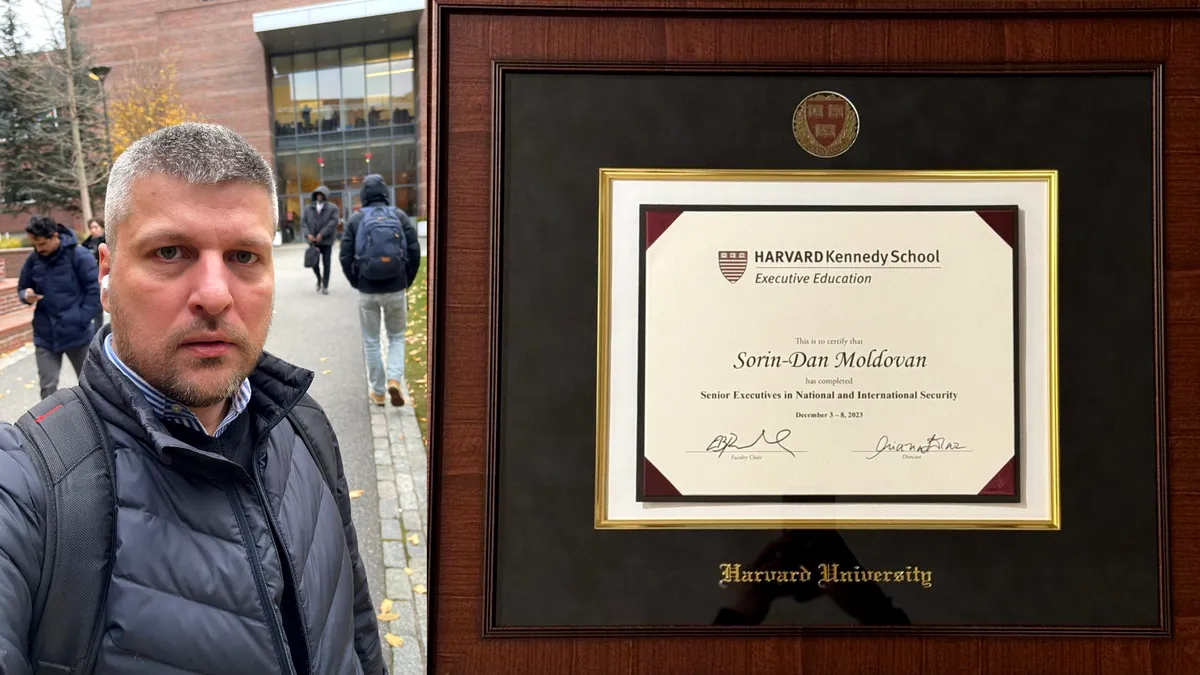 HARVARD Kennedy School
Executive Education
This is to certify that
Sorin-Dan Moldovan
has completed
Senior Executives in National and International Security
December 3 – 8, 2023
Faculty Chair
Director
Harvard University